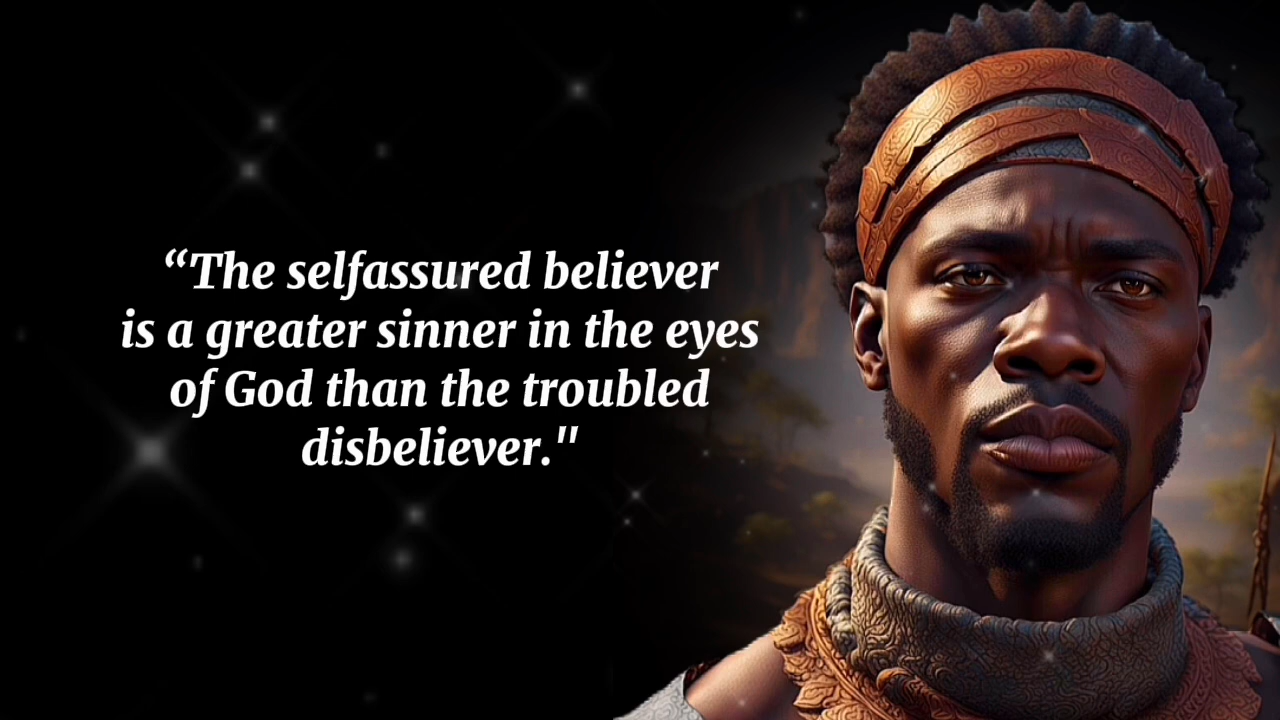 “The selfassured believer
is a greater sinner in the eyes
of God than the troubled
disbeliever."